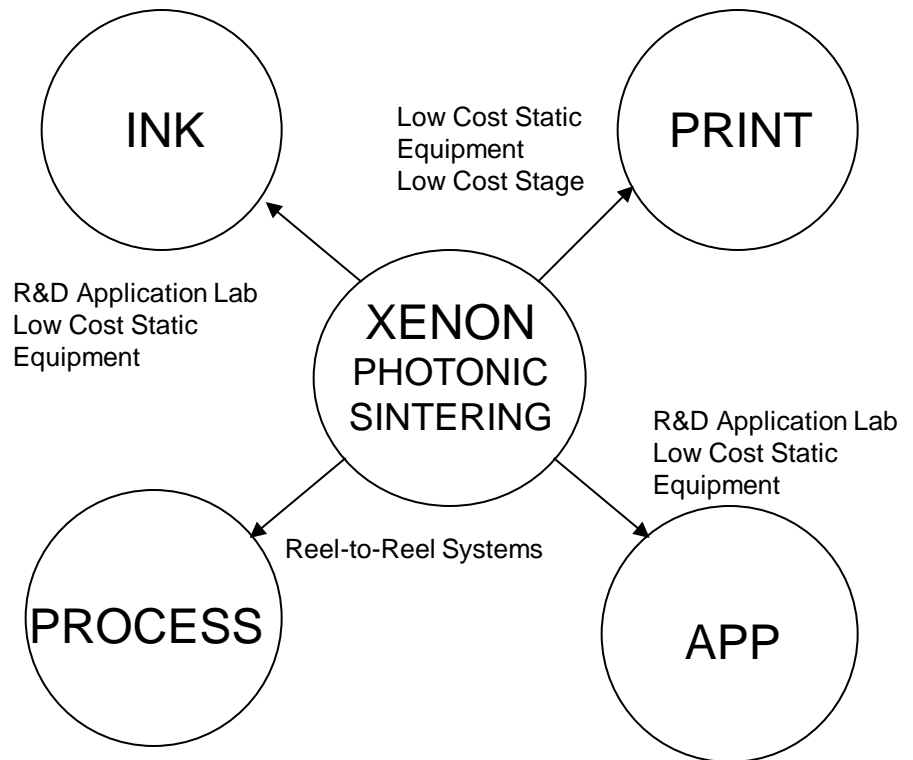 INK
Low Cost Static
Equipment
Low Cost Stage
PRINT
R&D Application Lab
Low Cost Static
Equipment
XENON
PHOTONIC
SINTERING
R&D Application Lab
Low Cost Static
Equipment
Reel-to-Reel Systems
PROCESS
APP